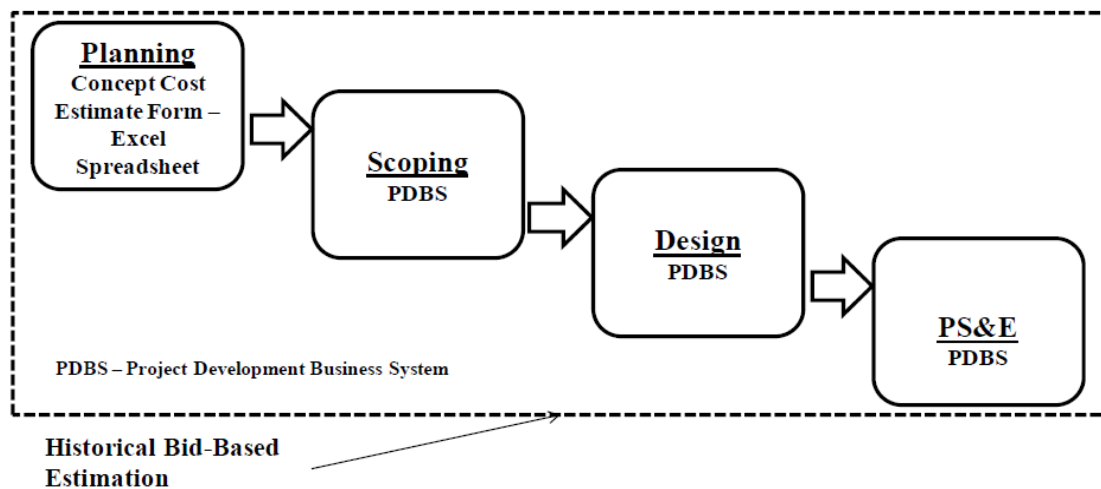 Planning
Concept Cost
Estimate Form –
Excel
Spreadsheet
Scoping
PDBS
Design
PDBS
PS&E
PDBS
PDBS – Project Development Business System
Historical Bid-Based
Estimation